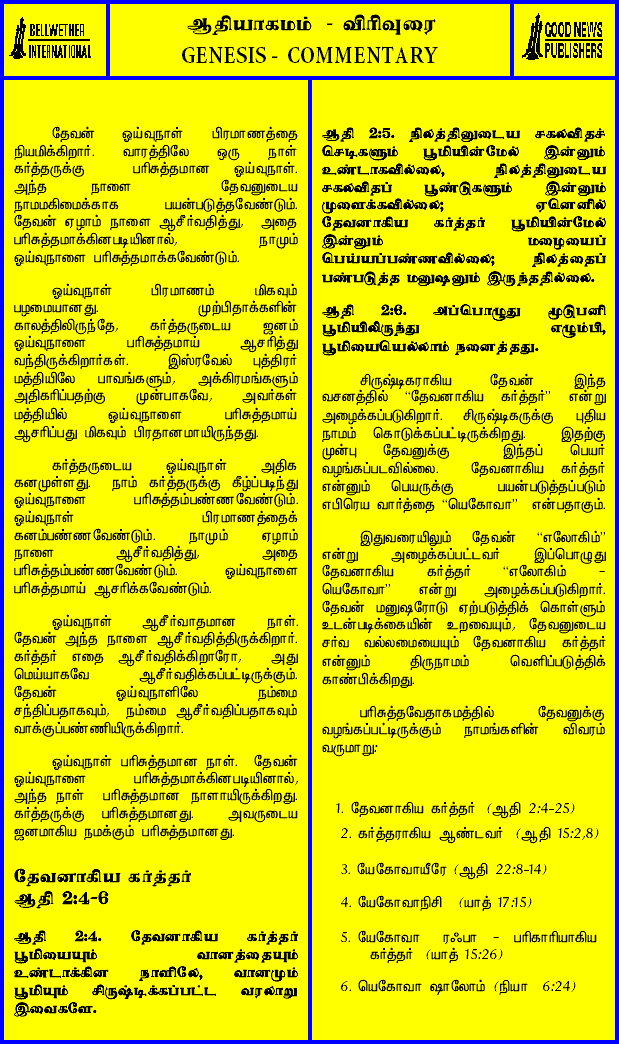 BELLWETHER
INTERNATIONAL
ஆதியாகமம் - விரிவுரை
GENESIS - COMMENTARY
GOOD NEWS
PUBLISHERS
தேவன் ஓய்வுநாள் பிரமாணத்தை
நியமிக்கிறார். வாரத்திலே ஒரு நாள்
கர்த்தருக்கு பரிசுத்தமான ஓய்வுநாள்.
அந்த நாளை தேவனுடைய
நாமமகிமைக்காக பயன்படுத்தவேண்டும்.
தேவன் ஏழாம் நாளை ஆசீர்வதித்து, அதை
பரிசுத்தமாக்கினபடியினால், நாமும்
ஓய்வுநாளை பரிசுத்தமாக்கவேண்டும்.
ஓய்வுநாள் பிரமாணம் மிகவும்
பழமையானது. முற்பிதாக்களின்
காலத்திலிருந்தே, கர்த்தருடைய ஜனம்
ஓய்வுநாளை பரிசுத்தமாய் ஆசரித்து
வந்திருக்கிறார்கள். இஸ்ரவேல் புத்திரர்
மத்தியிலே பாவங்களும், அக்கிரமங்களும்
அதிகரிப்பதற்கு முன்பாகவே, அவர்கள்
மத்தியில் ஓய்வுநாளை பரிசுத்தமாய்
ஆசரிப்பது மிகவும் பிரதானமாயிருந்தது.
கர்த்தருடைய ஓய்வுநாள் அதிக
கனமுள்ளது. நாம் கர்த்தருக்கு கீழ்ப்படிந்து
ஓய்வுநாளை பரிசுத்தம்பண்ணவேண்டும்.
ஓய்வுநாள் பிரமாணத்தைக்
கனம்பண்ணவேண்டும். நாமும் ஏழாம்
நாளை ஆசீர்வதித்து, அதை
பரிசுத்தம்பண்ணவேண்டும். ஓய்வுநாளை
பரிசுத்தமாய் ஆசரிக்கவேண்டும்.
ஓய்வுநாள் ஆசீர்வாதமான நாள்.
தேவன் அந்த நாளை ஆசீர்வதித்திருக்கிறார்.
கர்த்தர் எதை ஆசீர்வதிக்கிறாரோ, அது
மெய்யாகவே ஆசீர்வதிக்கப்பட்டிருக்கும்.
தேவன் ஓய்வுநாளிலே நம்மை
சந்திப்பதாகவும், நம்மை ஆசீர்வதிப்பதாகவும்
வாக்குப்பண்ணியிருக்கிறார்.
ஓய்வுநாள் பரிசுத்தமான நாள். தேவன்
ஓய்வுநாளை பரிசுத்தமாக்கினபடியினால்,
அந்த நாள் பரிசுத்தமான நாளாயிருக்கிறது.
கர்த்தருக்கு பரிசுத்தமானது. அவருடைய
ஜனமாகிய நமக்கும் பரிசுத்தமானது.
தேவனாகிய கர்த்தர்
ஆதி 2:4-6
ஆதி 2:4. தேவனாகிய கர்த்தர்
பூமியையும் வானத்தையும்
உண்டாக்கின நாளிலே, வானமும்
பூமியும் சிருஷ்டிக்கப்பட்ட வரலாறு
இவைகளே.
ஆதி 2:5. நிலத்தினுடைய சகலவிதச்
செடிகளும் பூமியின்மேல் இன்னும்
உண்டாகவில்லை, நிலத்தினுடைய
சகலவிதப் பூண்டுகளும் இன்னும்
முளைக்கவில்லை; ஏனெனில்
தேவனாகிய கர்த்தர் பூமியின்மேல்
இன்னும் மழையைப்
பெய்யப்பண்ணவில்லை; நிலத்தைப்
பண்படுத்த மனுஷனும் இருந்ததில்லை.
ஆதி 2:6. அப்பொழுது மூடுபனி
பூமியிலிருந்து எழும்பி,
பூமியையெல்லாம் நனைத்தது.
சிருஷ்டிகராகிய தேவன் இந்த
வசனத்தில் “தேவனாகிய கர்த்தர்” என்று
அழைக்கப்படுகிறார். சிருஷ்டிகருக்கு புதிய
நாமம் கொடுக்கப்பட்டிருக்கிறது. இதற்கு
முன்பு தேவனுக்கு இந்தப் பெயர்
வழங்கப்படவில்லை. தேவனாகிய கர்த்தர்
என்னும் பெயருக்கு பயன்படுத்தப்படும்
எபிரெய வார்த்தை “யெகோவா” என்பதாகும்.
இதுவரையிலும் தேவன் “எலோகிம்”
என்று அழைக்கப்பட்டவர் இப்பொழுது
தேவனாகிய கர்த்தர் “எலோகிம் -
யெகோவா” என்று அழைக்கப்படுகிறார்.
தேவன் மனுஷரோடு ஏற்படுத்திக் கொள்ளும்
உடன்படிக்கையின் உறவையும், தேவனுடைய
சர்வ வல்லமையையும் தேவனாகிய கர்த்தர்
என்னும் திருநாமம் வெளிப்படுத்திக்
காண்பிக்கிறது.
பரிசுத்தவேதாகமத்தில் தேவனுக்கு
வழங்கப்பட்டிருக்கும் நாமங்களின் விவரம்
வருமாறு:
1. தேவனாகிய கர்த்தர் (ஆதி 2:4-25)
2. கர்த்தராகிய ஆண்டவர் (ஆதி 15:2,8)
3. யேகோவாயீரே (ஆதி 22:8-14)
4. யேகோவாநிசி (யாத் 17:15)
5. யேகோவா ரஃபா - பரிகாரியாகிய
கர்த்தர் (யாத் 15:26)
6. யெகோவா ஷாலோம் (நியா 6:24)